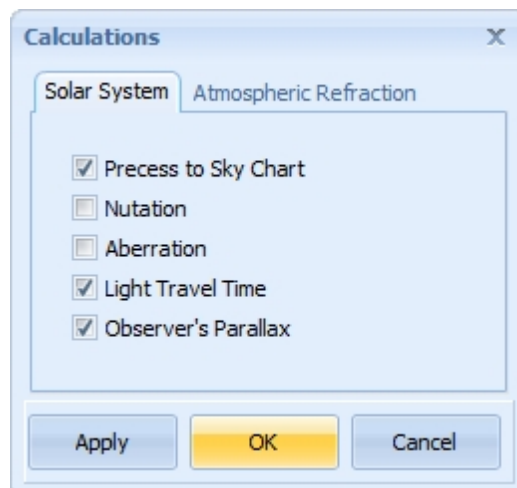 Calculations
Solar System Atmospheric Refraction
Precess to Sky Chart
Nutation
Aberration
Light Travel Time
Observer's Parallax
Apply OK Cancel